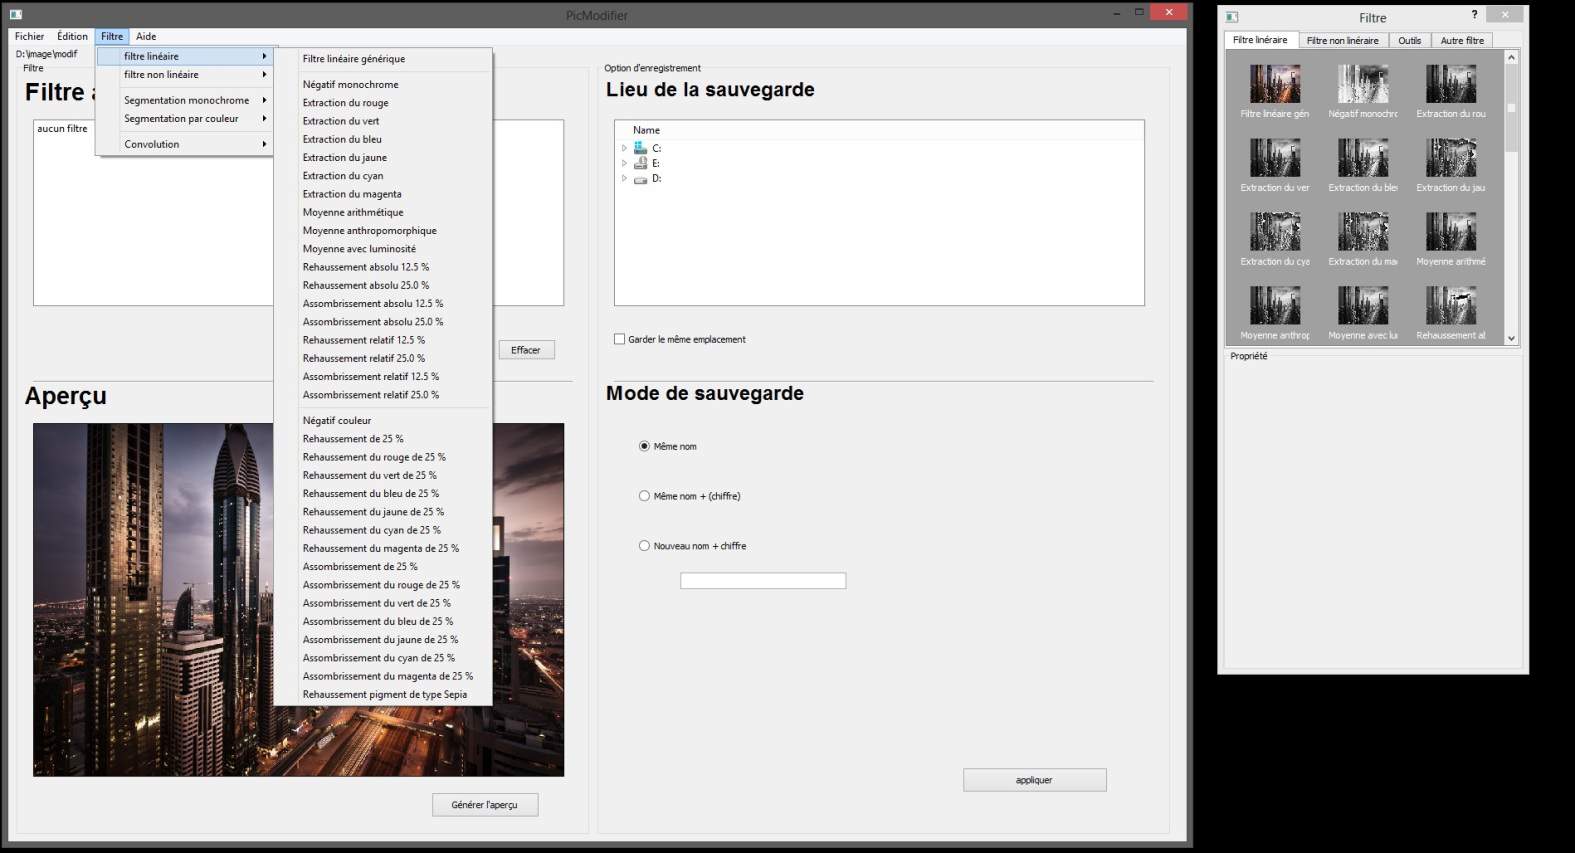 PicModifier
Fichier Édition Filtre Aide
D:\image\modif
Filtre
Filtre
aucun filtre
filtre linéaire
filtre non linéaire
Segmentation monochrome
Segmentation par couleur
Convolution
Filtre linéaire générique
Négatif monochrome
Extraction du rouge
Extraction du vert
Extraction du bleu
Extraction du jaune
Extraction du cyan
Extraction du magenta
Moyenne arithmétique
Moyenne anthropomorphique
Moyenne avec luminosité
Rehaussement absolu 12.5 %
Rehaussement absolu 25.0 %
Assombrissement absolu 12.5 %
Assombrissement absolu 25.0 %
Rehaussement relatif 12.5 %
Rehaussement relatif 25.0 %
Assombrissement relatif 12.5 %
Assombrissement relatif 25.0 %
Négatif couleur
Rehaussement de 25 %
Rehaussement du rouge de 25 %
Rehaussement du vert de 25 %
Rehaussement du bleu de 25 %
Rehaussement du jaune de 25 %
Rehaussement du cyan de 25 %
Rehaussement du magenta de 25 %
Assombrissement de 25 %
Assombrissement du rouge de 25 %
Assombrissement du vert de 25 %
Assombrissement du bleu de 25 %
Assombrissement du jaune de 25 %
Assombrissement du cyan de 25 %
Assombrissement du magenta de 25 %
Rehaussement pigment de type Sepia
Effacer
Aperçu
Générer l'aperçu
Option d'enregistrement
Lieu de la sauvegarde
Name
C:
E:
D:
Garder le même emplacement
Mode de sauvegarde
Même nom
Même nom + (chiffre)
Nouveau nom + chiffre
appliquer
Filtre ?
Filtre linéraire Filtre non linéraire Outils Autre filtre
Filtre linéaire gén Négatif monochrc Extraction du rou
Extraction du ver Extraction du ble Extraction du jau
Extraction du cya Extraction du ma Moyenne arithmé
Moyenne anthrop Moyenne avec lu Rehaussement al
Propriété